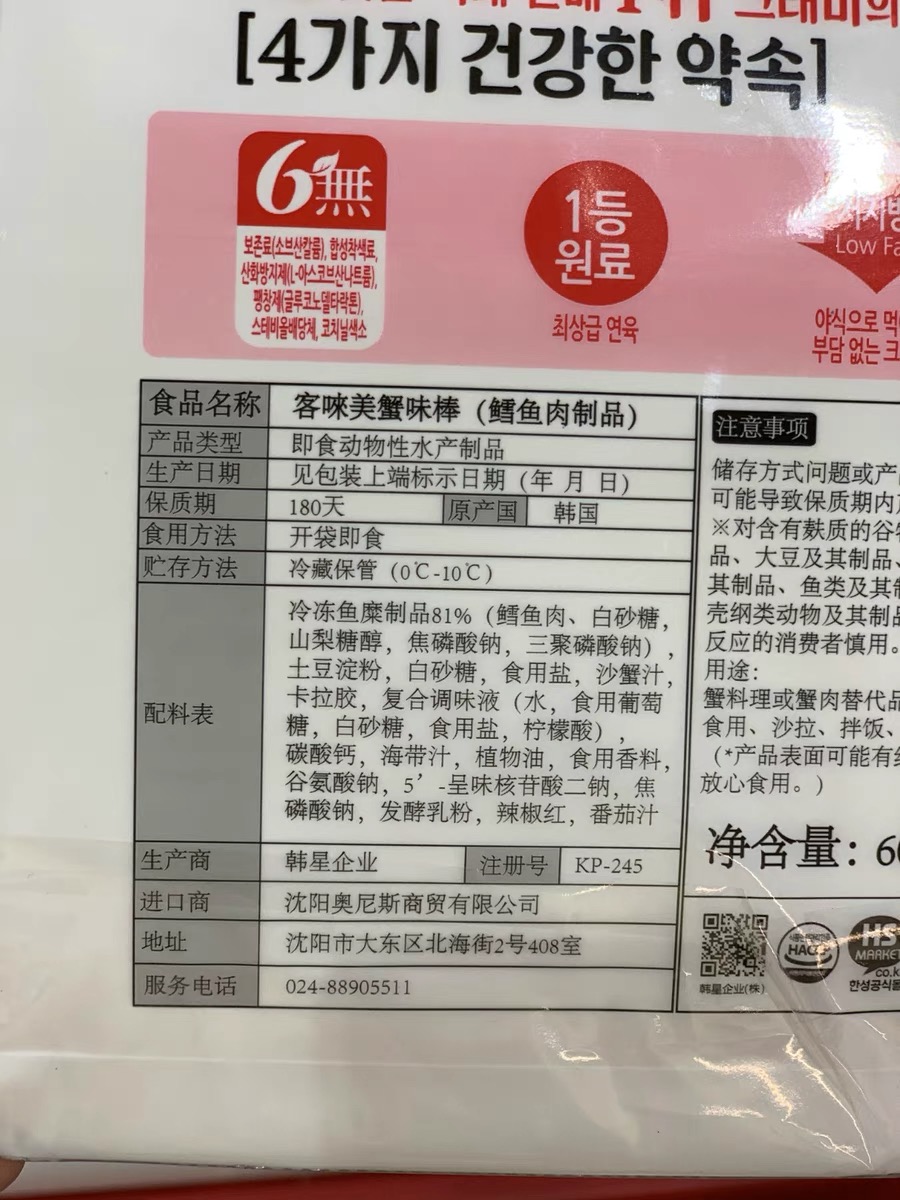 [4가지 건강한 약속]
6無
보존료(소브산칼륨), 합성착색료,
산화방지제(L-아스코브산나트륨),
팽창제(글루코노델타락톤),
스테비올배당체, 코치닐색소
1등
원료
최상급 연육
Low Fa
야식으로 먹
부담 없는 크
食品名称 客唻美蟹味棒（鳕鱼肉制品）
产品类型 即食动物性水产制品
生产日期 见包装上端标示日期（年 月 日）
保质期 180天 原产国 韩国
食用方法 开袋即食
贮存方法 冷藏保管（0℃-10℃）
配料表
冷冻鱼糜制品81%（鳕鱼肉、白砂糖，
山梨糖醇，焦磷酸钠，三聚磷酸钠），
土豆淀粉，白砂糖，食用盐，沙蟹汁，
卡拉胶，复合调味液（水，食用葡萄
糖，白砂糖，食用盐，柠檬酸），
碳酸钙，海带汁，植物油，食用香料，
谷氨酸钠，5′-呈味核苷酸二钠，焦
磷酸钠，发酵乳粉，辣椒红，番茄汁
生产商 韩星企业 注册号 KP-245
进口商 沈阳奥尼斯商贸有限公司
地址 沈阳市大东区北海街2号408室
服务电话 024-88905511
注意事项
储存方式问题或产
可能导致保质期内
※对含有麸质的谷
品、大豆及其制品、
其制品、鱼类及其制
壳纲类动物及其制品
反应的消费者慎用。
用途：
蟹料理或蟹肉替代品
食用、沙拉、拌饭、
（*产品表面可能有
放心食用。）
净含量：6
韩星企业(株)
HACC
HS
MARKET
co.k
한성공식몰